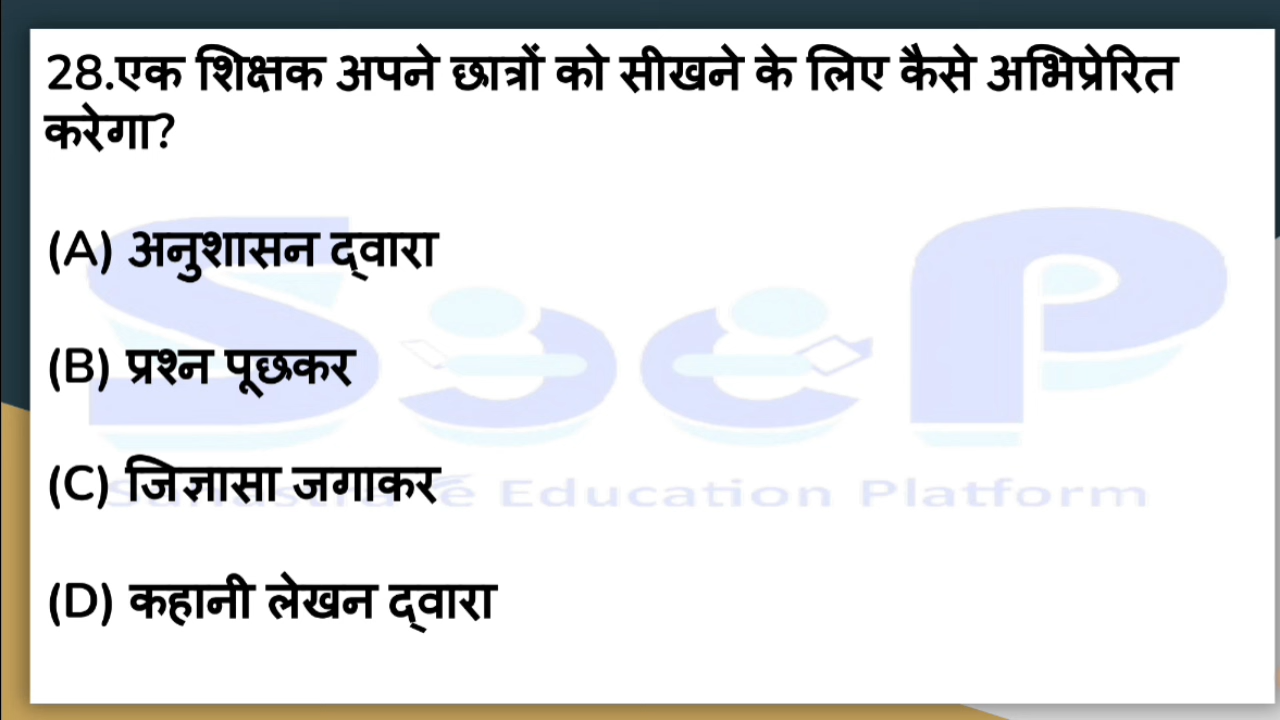 28.एक शिक्षक अपने छात्रों को सीखने के लिए कैसे अभिप्रेरित
करेगा?
(A) अनुशासन द्वारा
(B) प्रश्न पूछकर
(C) जिज्ञासा जगाकर
Education Platform
(D) कहानी लेखन द्वारा